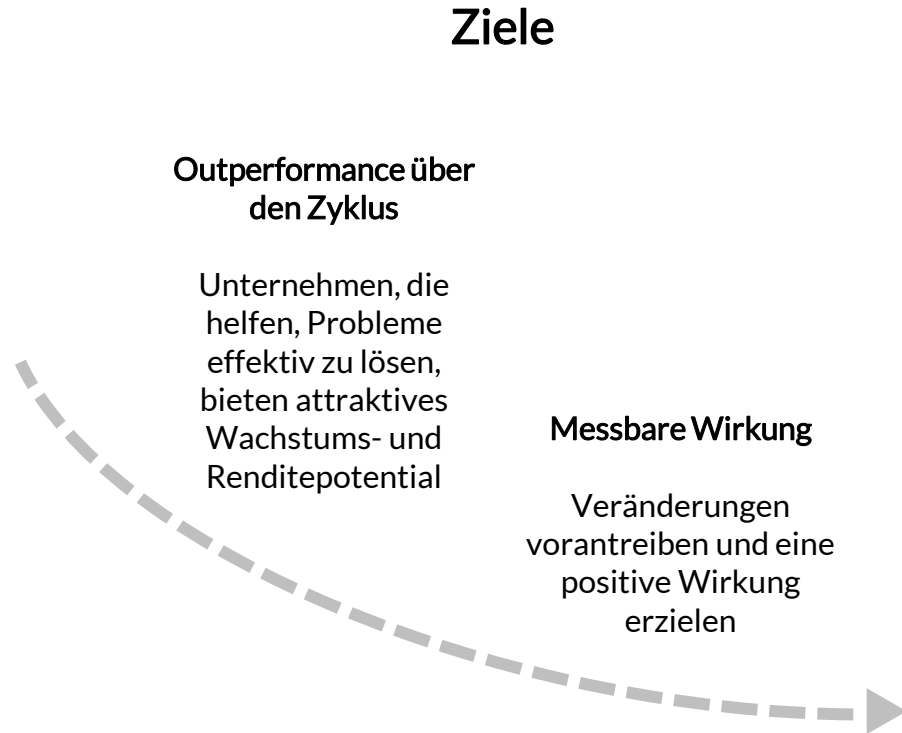 Ziele
Outperformance über
den Zyklus
Unternehmen, die
helfen, Probleme
effektiv zu lösen,
bieten attraktives
Wachstums- und
Renditepotential
Messbare Wirkung
Veränderungen
vorantreiben und eine
positive Wirkung
erzielen